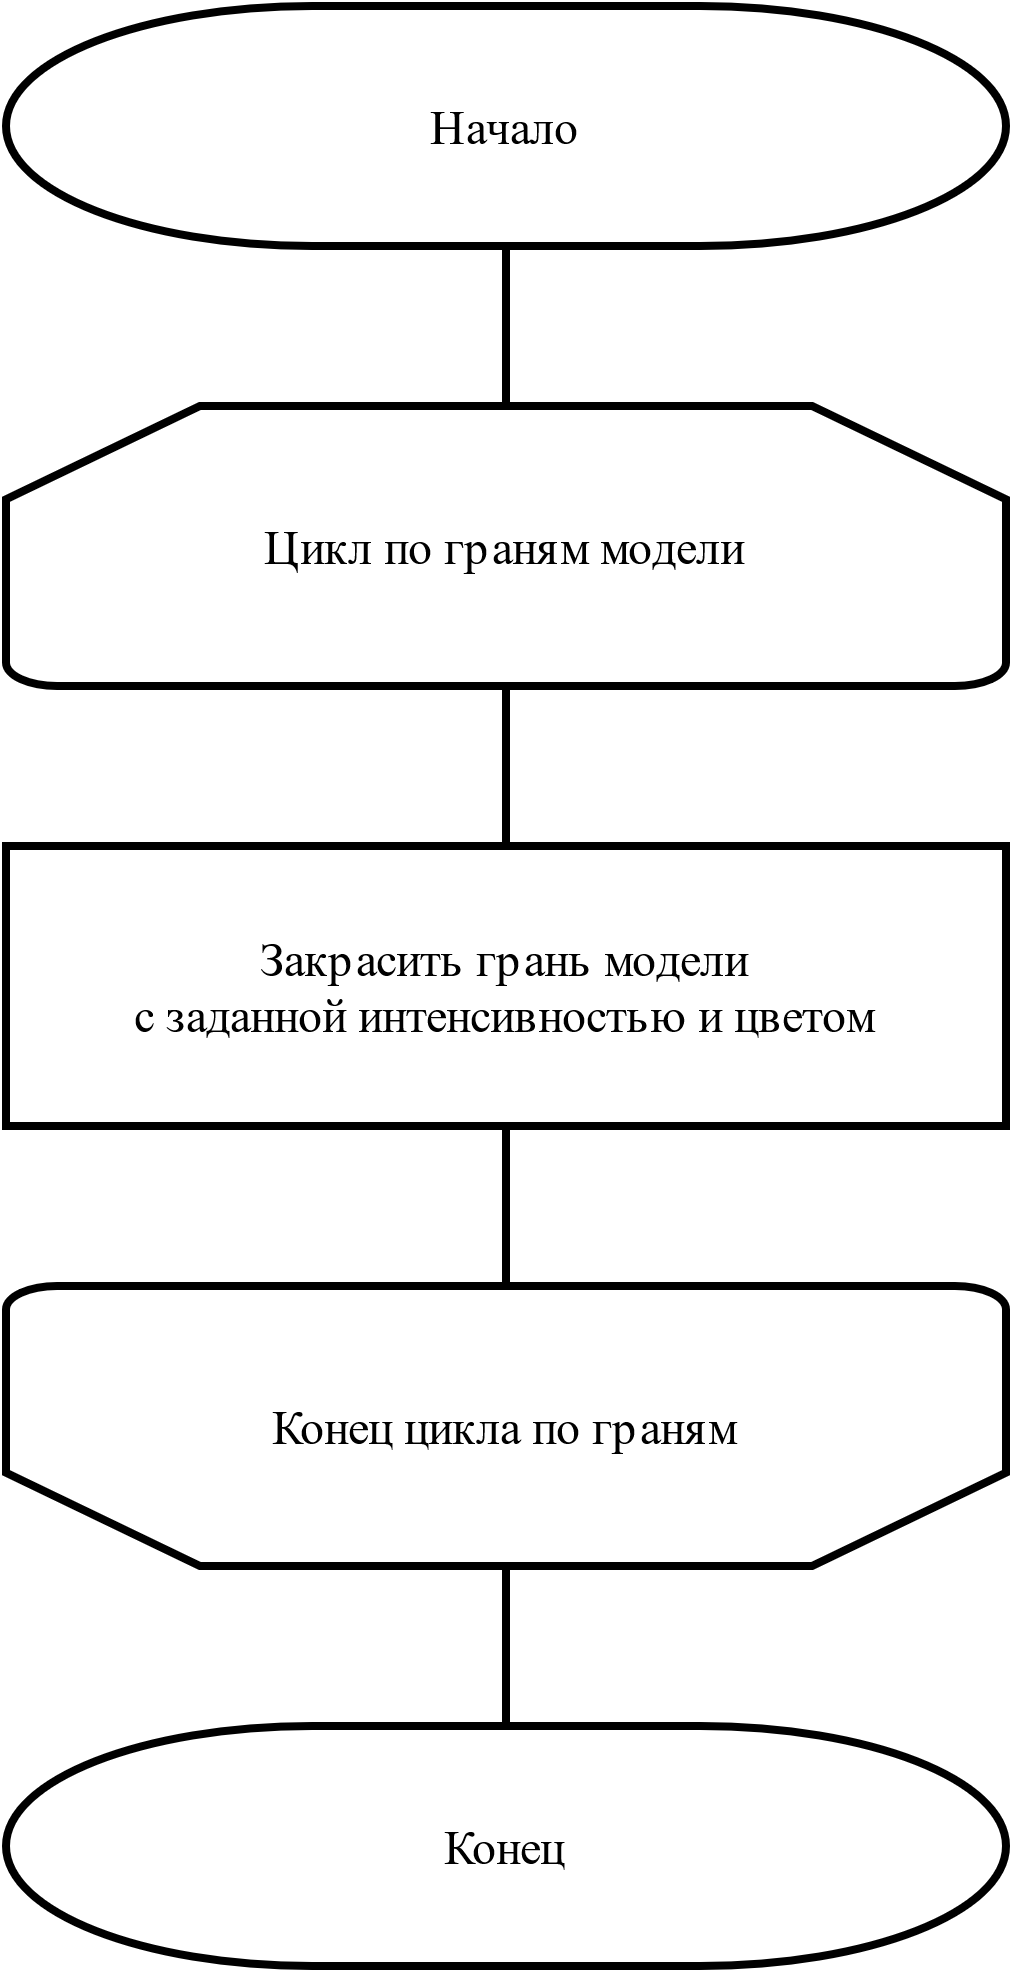 Начало
Цикл по граням модели
Закрасить грань модели
с заданной интенсивностью и цветом
Конец цикла по граням
Конец